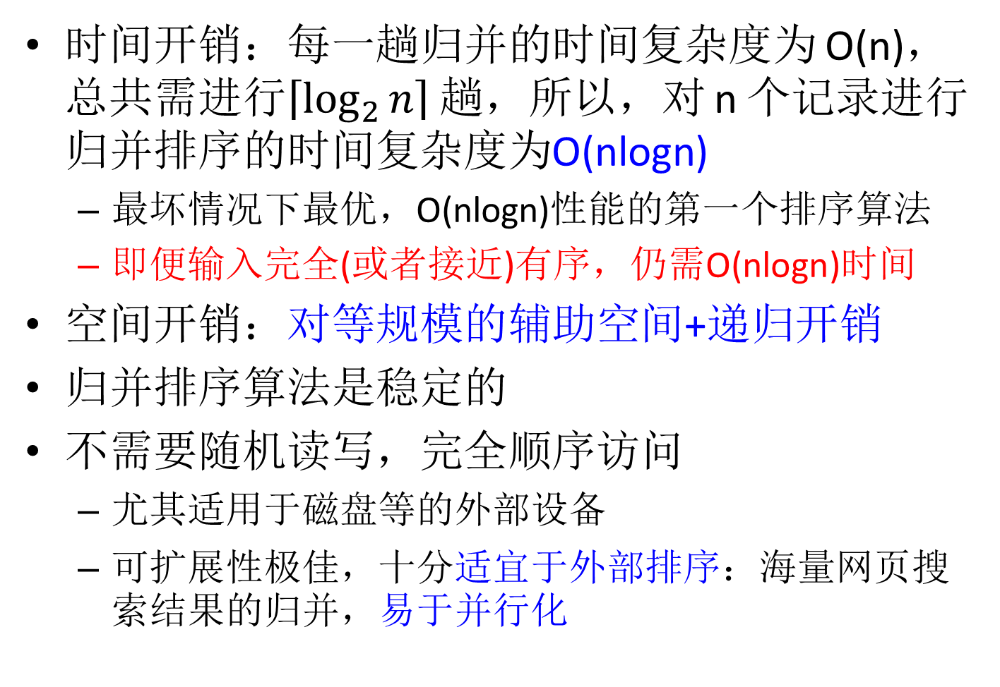 • 时间开销：每一趟归并的时间复杂度为 O(n)，
总共需进行⌈log₂ n⌉ 趟，所以，对 n 个记录进行
归并排序的时间复杂度为O(nlogn)
– 最坏情况下最优，O(nlogn)性能的第一个排序算法
– 即便输入完全(或者接近)有序，仍需O(nlogn)时间
• 空间开销：对等规模的辅助空间+递归开销
• 归并排序算法是稳定的
• 不需要随机读写，完全顺序访问
– 尤其适用于磁盘等的外部设备
– 可扩展性极佳，十分适宜于外部排序：海量网页搜
索结果的归并，易于并行化